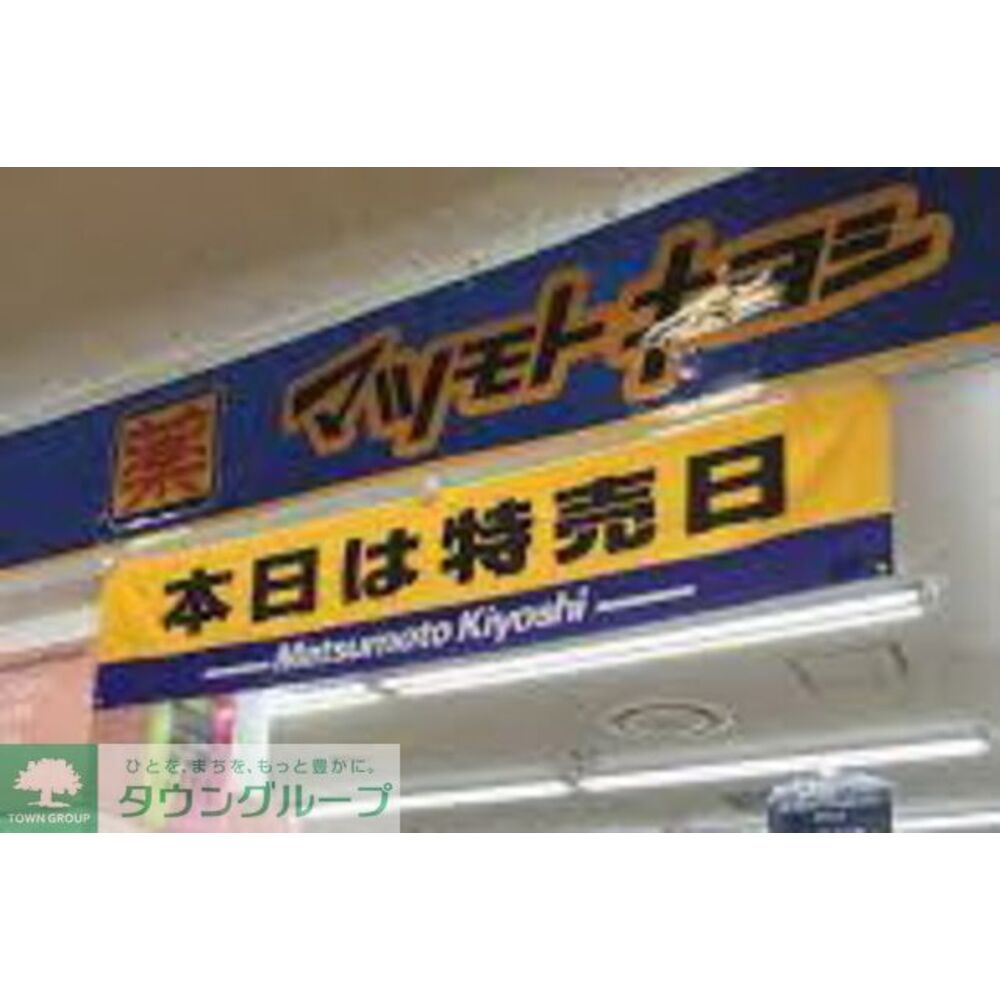 薬 マツモトキヨシ
本日は特売日
Matsumoto Kiyoshi
ひとを、まちを、もっと豊かに。
タウングループ
TOWN GROUP